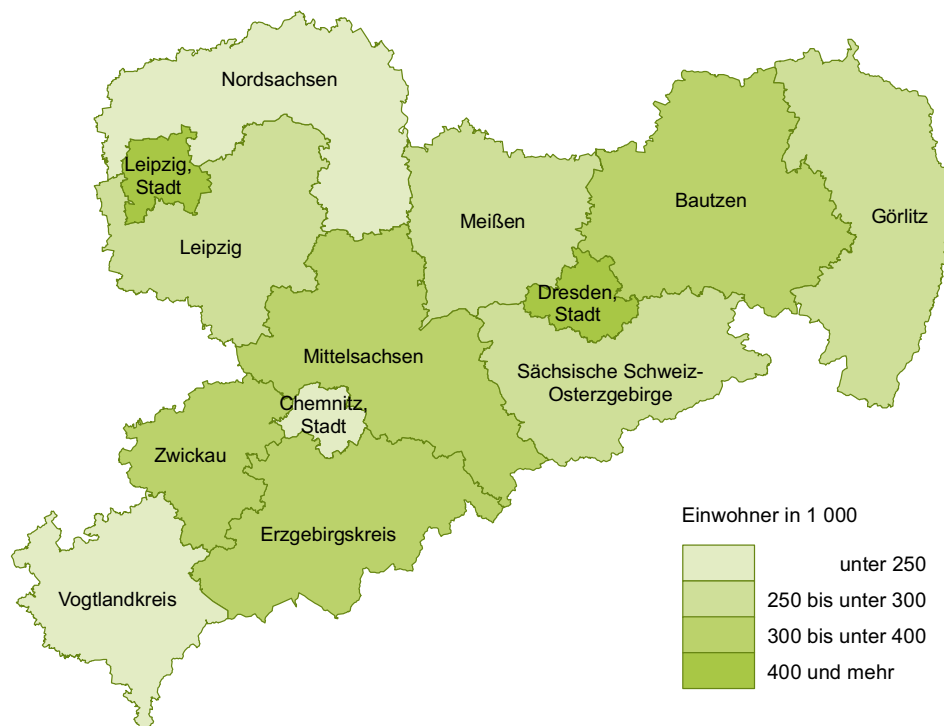 Nordsachsen
Leipzig,
Stadt
Leipzig
Meißen
Bautzen
Görlitz
Dresden,
Stadt
Mittelsachsen
Sächsische Schweiz-
Osterzgebirge
Chemnitz,
Stadt
Zwickau
Erzgebirgskreis
Vogtlandkreis
Einwohner in 1 000
unter 250
250 bis unter 300
300 bis unter 400
400 und mehr